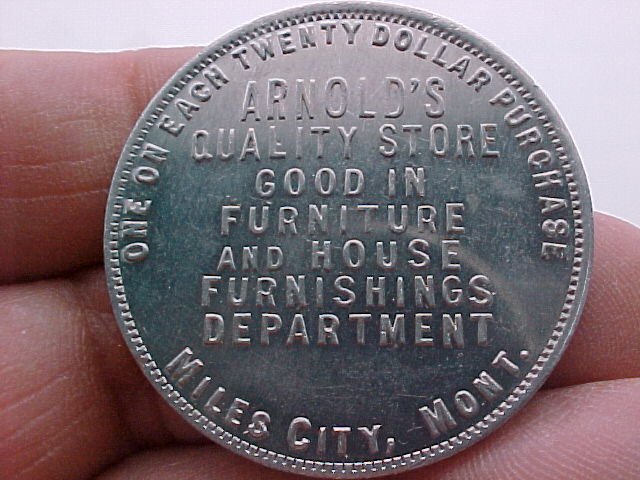 ONE ON EACH TWENTY DOLLAR PURCHASE
ARNOLD'S
QUALITY STORE
GOOD IN
FURNITURE
AND HOUSE
FURNISHINGS
DEPARTMENT
MILES CITY, MONT.